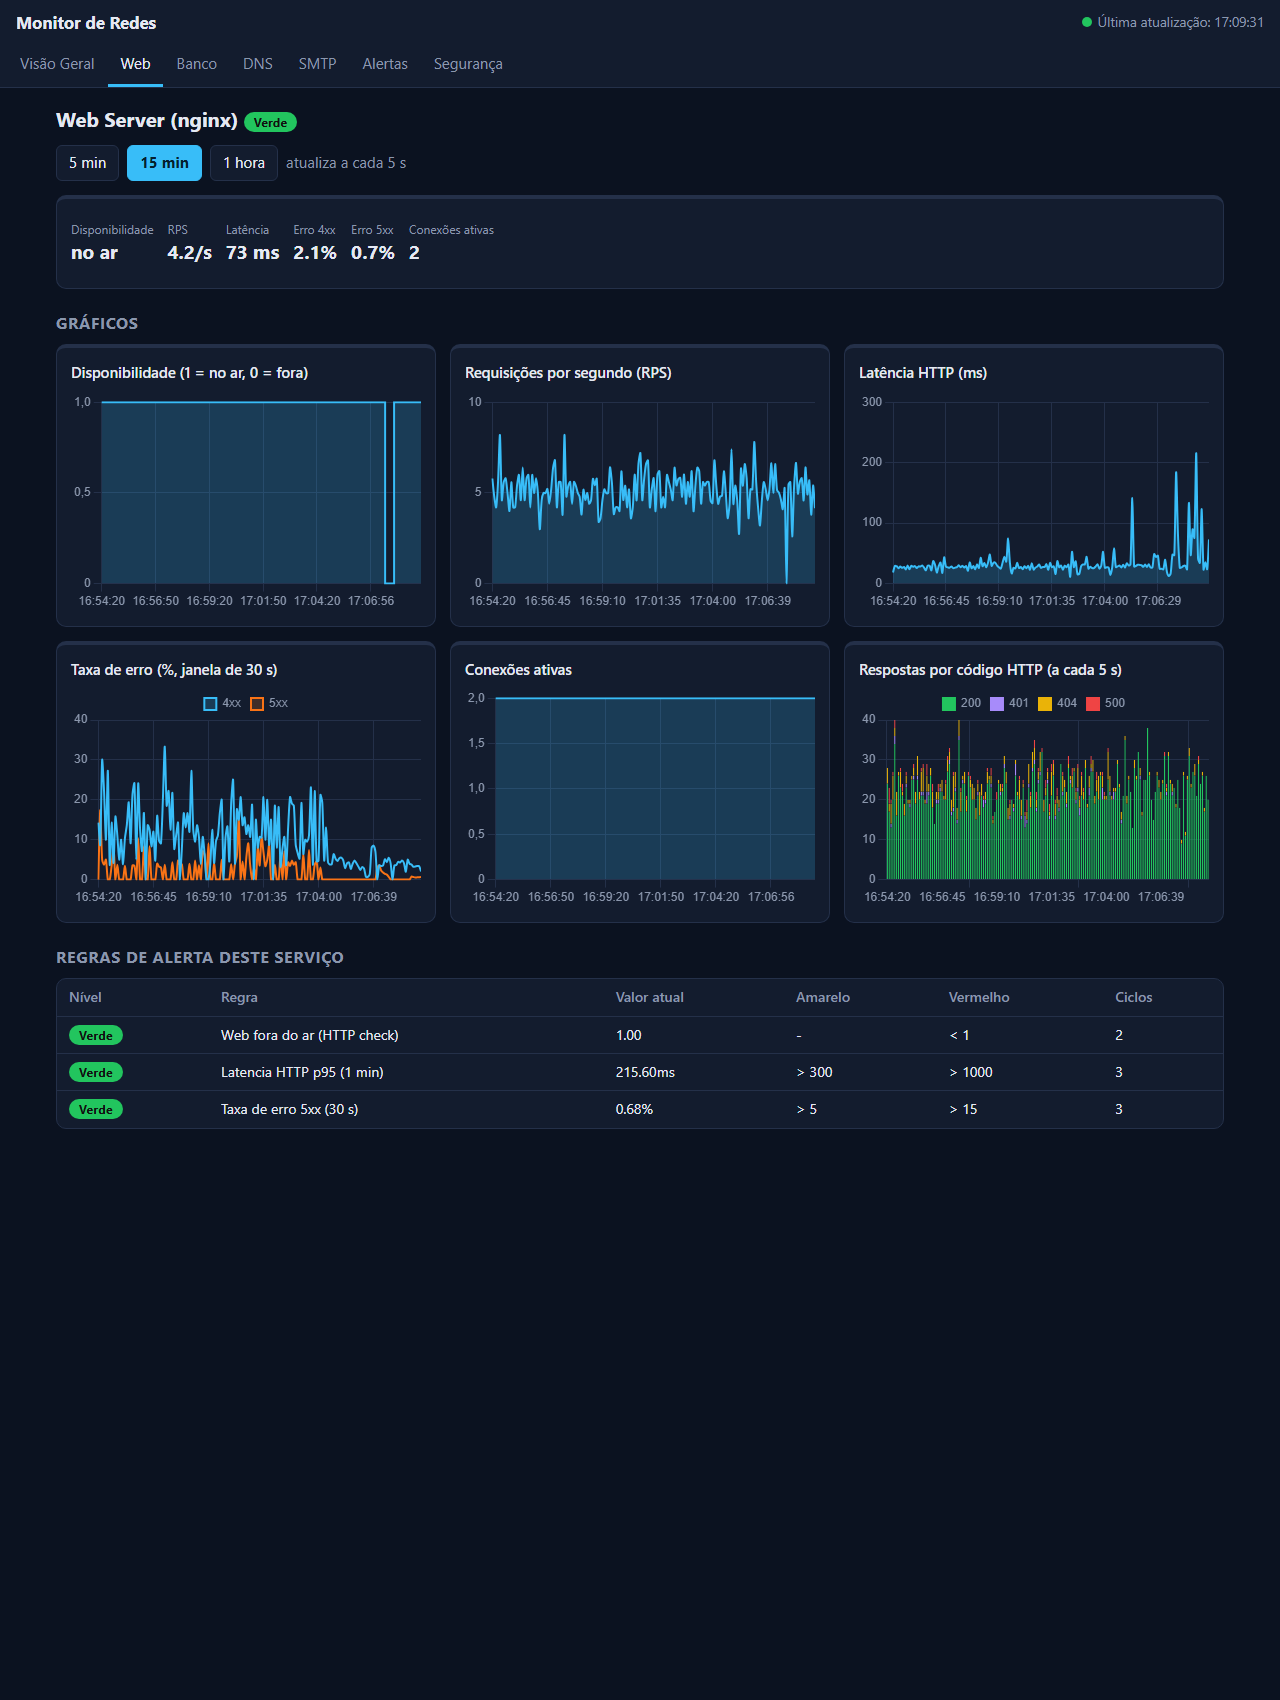 Monitor de Redes
Última atualização: 17:09:31
Visão Geral Web Banco DNS SMTP Alertas Segurança
Web Server (nginx) Verde
5 min 15 min 1 hora atualiza a cada 5 s
Disponibilidade RPS Latência Erro 4xx Erro 5xx Conexões ativas
no ar 4.2/s 73 ms 2.1% 0.7% 2
GRÁFICOS
Disponibilidade (1 = no ar, 0 = fora)
1,0
0,5
0
16:54:20 16:56:50 16:59:20 17:01:50 17:04:20 17:06:56
Requisições por segundo (RPS)
10
5
0
16:54:20 16:56:45 16:59:10 17:01:35 17:04:00 17:06:39
Latência HTTP (ms)
300
200
100
0
16:54:20 16:56:45 16:59:10 17:01:35 17:04:00 17:06:29
Taxa de erro (%, janela de 30 s)
4xx 5xx
40
30
20
10
0
16:54:20 16:56:45 16:59:10 17:01:35 17:04:00 17:06:39
Conexões ativas
2,0
1,5
1,0
0,5
0
16:54:20 16:56:50 16:59:20 17:01:50 17:04:20 17:06:56
Respostas por código HTTP (a cada 5 s)
200 401 404 500
40
30
20
10
0
16:54:20 16:56:45 16:59:10 17:01:35 17:04:00 17:06:39
REGRAS DE ALERTA DESTE SERVIÇO
Nível Regra Valor atual Amarelo Vermelho Ciclos
Verde Web fora do ar (HTTP check) 1.00 - < 1 2
Verde Latencia HTTP p95 (1 min) 215.60ms > 300 > 1000 3
Verde Taxa de erro 5xx (30 s) 0.68% > 5 > 15 3